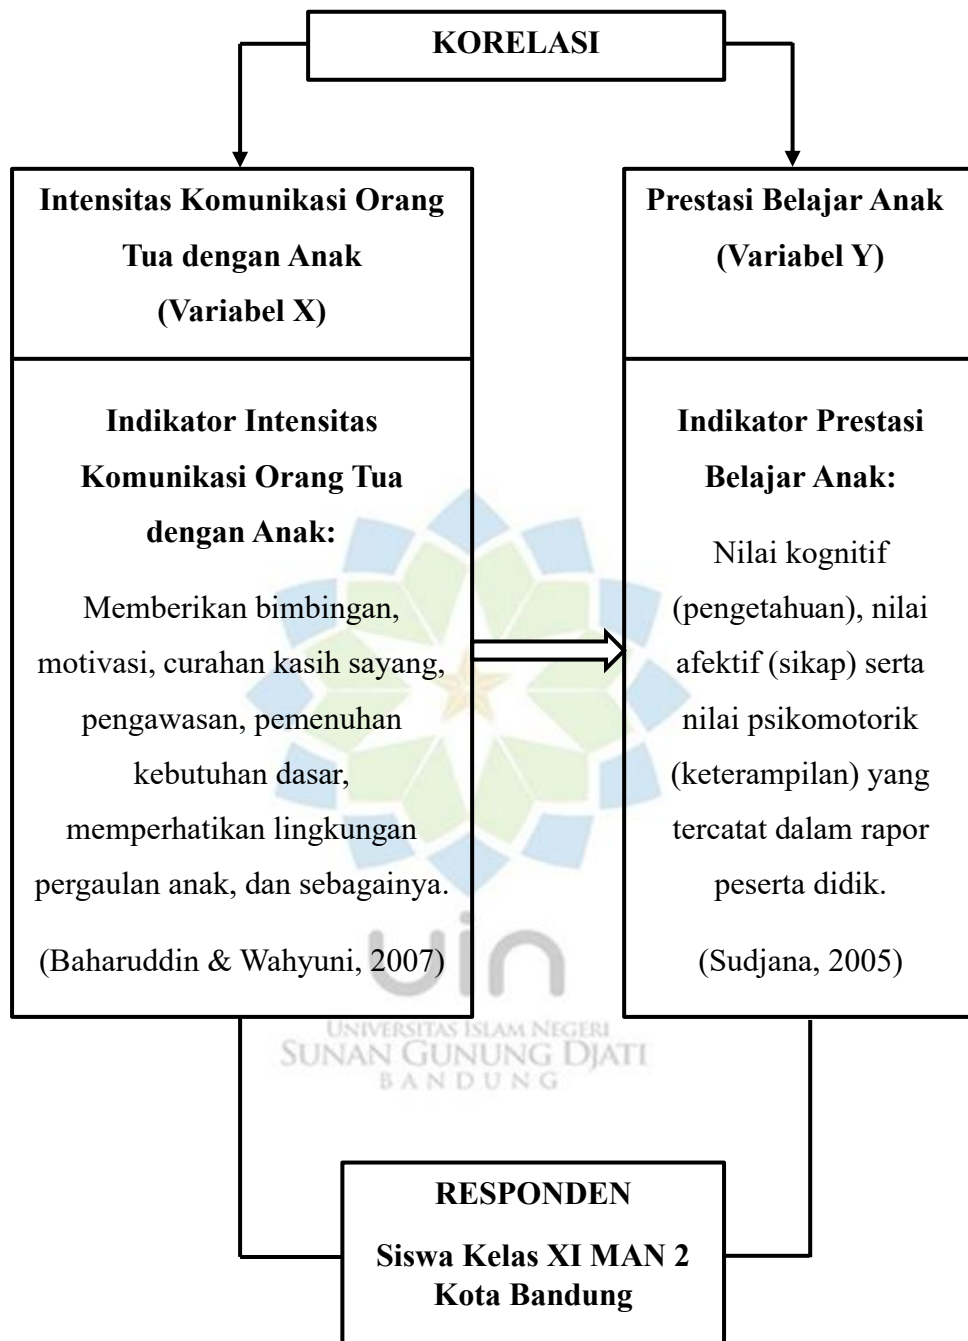 KORELASI
Intensitas Komunikasi Orang
Tua dengan Anak
(Variabel X)
Prestasi Belajar Anak
(Variabel Y)
Indikator Intensitas
Komunikasi Orang Tua
dengan Anak:
Memberikan bimbingan,
motivasi, curahan kasih sayang,
pengawasan, pemenuhan
kebutuhan dasar,
memperhatikan lingkungan
pergaulan anak, dan sebagainya.
(Baharuddin & Wahyuni, 2007)
Indikator Prestasi
Belajar Anak:
Nilai kognitif
(pengetahuan), nilai
afektif (sikap) serta
nilai psikomotorik
(keterampilan) yang
tercatat dalam rapor
peserta didik.
(Sudjana, 2005)
uin
UNIVERSITAS ISLAM NEGERI
SUNAN GUNUNG DJATI
BANDUNG
RESPONDEN
Siswa Kelas XI MAN 2
Kota Bandung